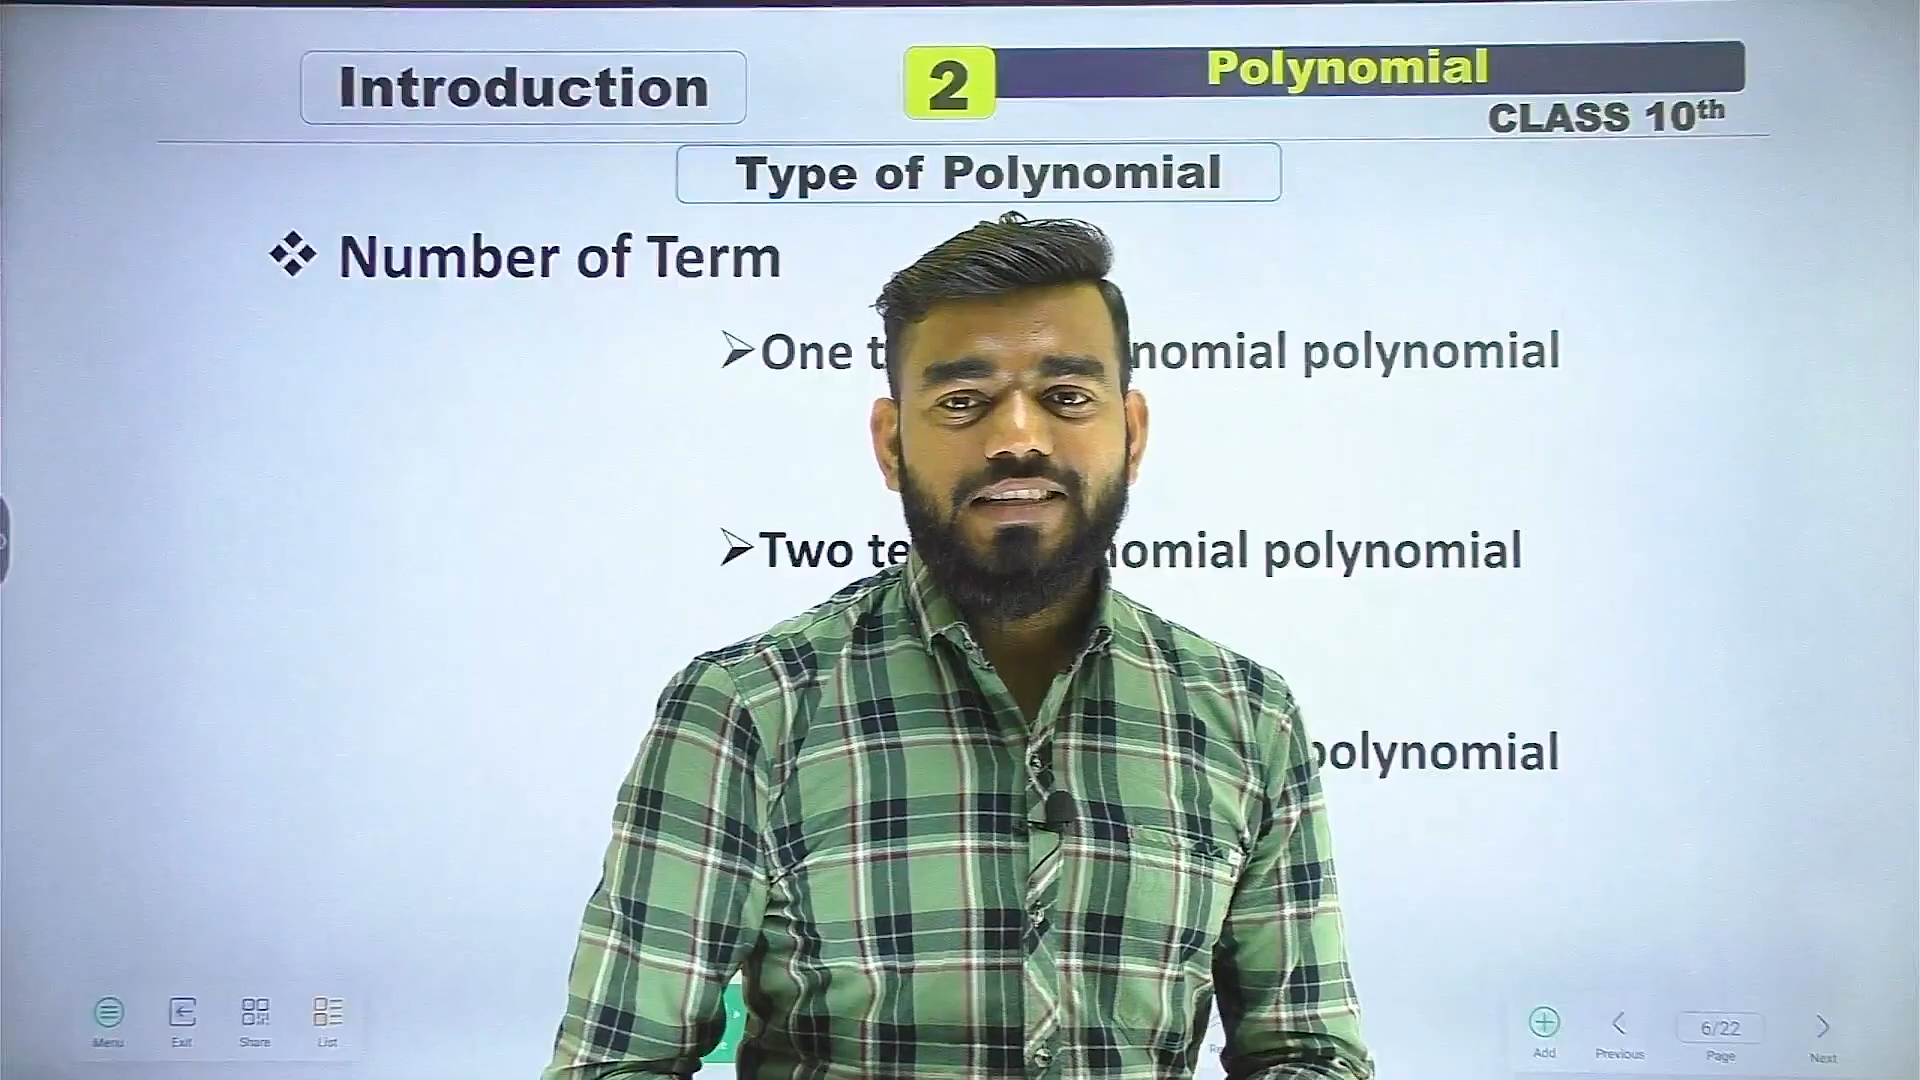 Introduction
2
Polynomial
CLASS 10th
Type of Polynomial
❖ Number of Term
➢One t nomial polynomial
➢Two te nomial polynomial
polynomial
Menu
Exit
Share
List
Add
Previous
6/22
Page
Next